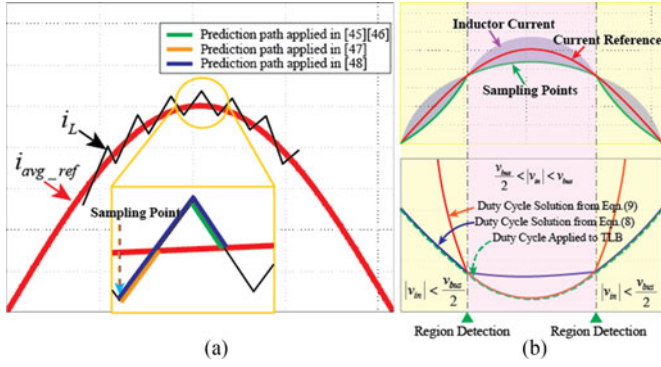 Prediction path applied in [45][46]
Prediction path applied in [47]
Prediction path applied in [48]
i_L
i_avg_ref
Sampling Point
(a)
Inductor Current
Current Reference
Sampling Points
v_bus/2 < |v_in| < v_bus
Duty Cycle Solution from Eqn.(9)
Duty Cycle Solution from Eqn.(8)
Duty Cycle Applied to TLB
|v_in| < v_bus/2
|v_in| < v_bus/2
Region Detection
Region Detection
(b)